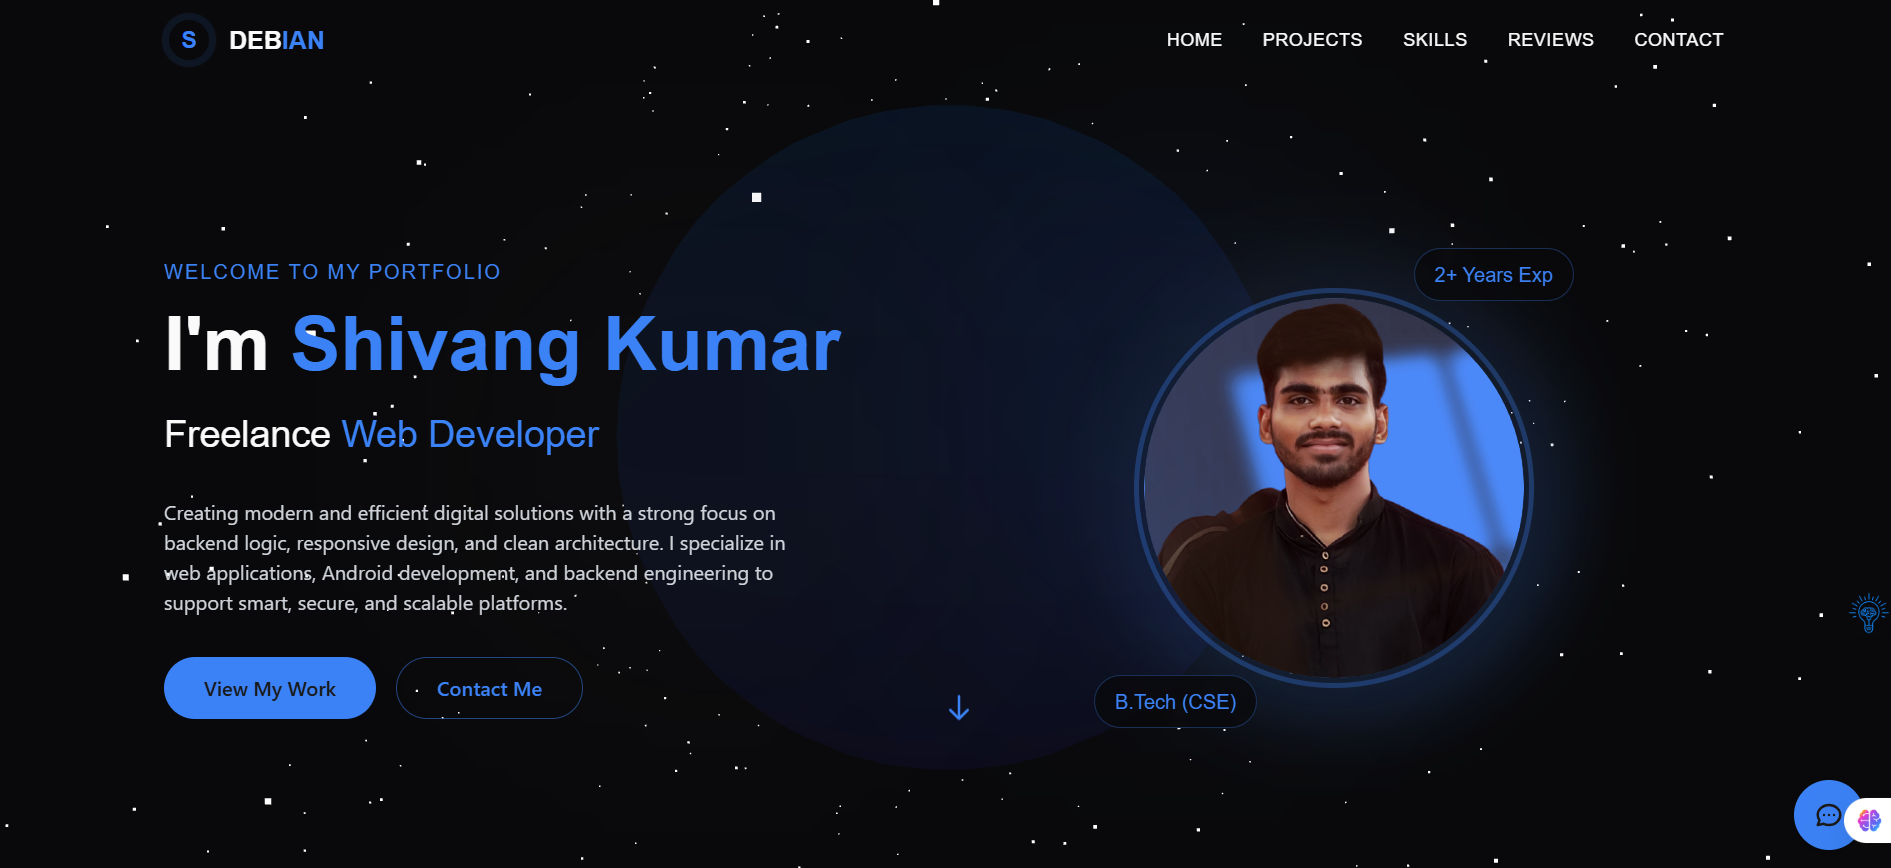 S DEBIAN
HOME PROJECTS SKILLS REVIEWS CONTACT
WELCOME TO MY PORTFOLIO
I'm Shivang Kumar
Freelance Web Developer
Creating modern and efficient digital solutions with a strong focus on
backend logic, responsive design, and clean architecture. I specialize in
web applications, Android development, and backend engineering to
support smart, secure, and scalable platforms.
View My Work
Contact Me
2+ Years Exp
B.Tech (CSE)